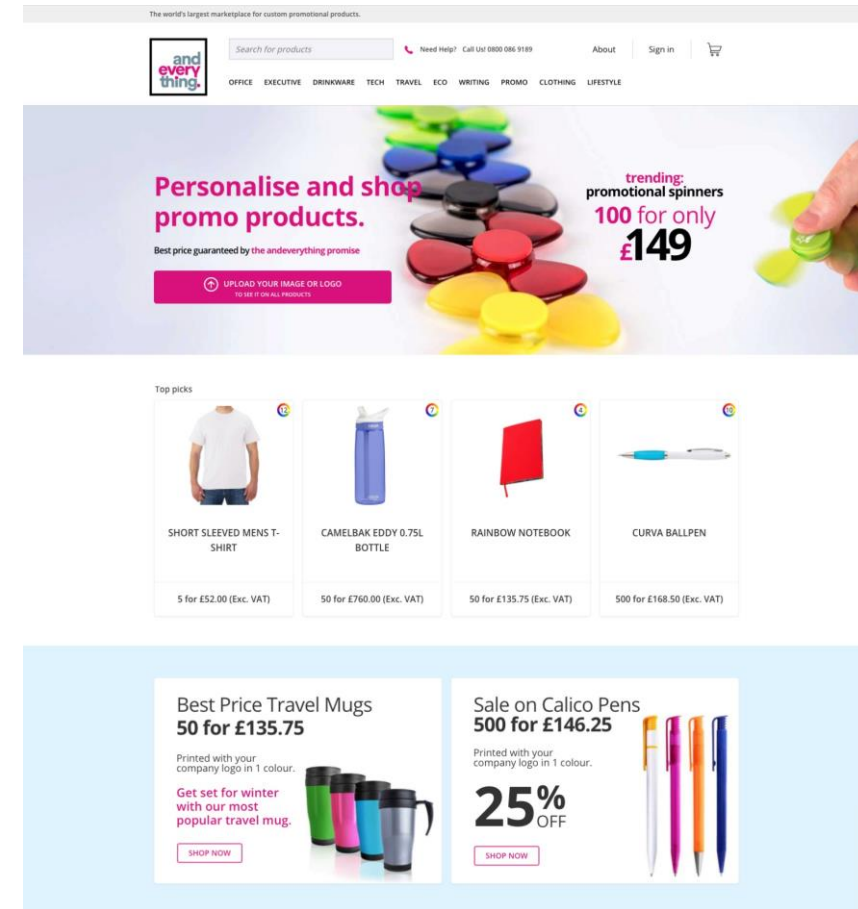 The world's largest marketplace for custom promotional products.
and
every
thing.
Search for products
Need Help? Call Us! 0800 086 9189
About
Sign in
OFFICE EXECUTIVE DRINKWARE TECH TRAVEL ECO WRITING PROMO CLOTHING LIFESTYLE
Personalise and shop
promo products.
Best price guaranteed by the andeverything promise
UPLOAD YOUR IMAGE OR LOGO
TO SEE IT ON ALL PRODUCTS
trending:
promotional spinners
100 for only
£149
Top picks
12
7
4
10
SHORT SLEEVED MENS T-
SHIRT
CAMELBAK EDDY 0.75L
BOTTLE
RAINBOW NOTEBOOK
CURVA BALLPEN
5 for £52.00 (Exc. VAT)
50 for £760.00 (Exc. VAT)
50 for £135.75 (Exc. VAT)
500 for £168.50 (Exc. VAT)
Best Price Travel Mugs
50 for £135.75
Printed with your
company logo in 1 colour.
Get set for winter
with our most
popular travel mug.
SHOP NOW
Sale on Calico Pens
500 for £146.25
Printed with your
company logo in 1 colour.
25% OFF
SHOP NOW